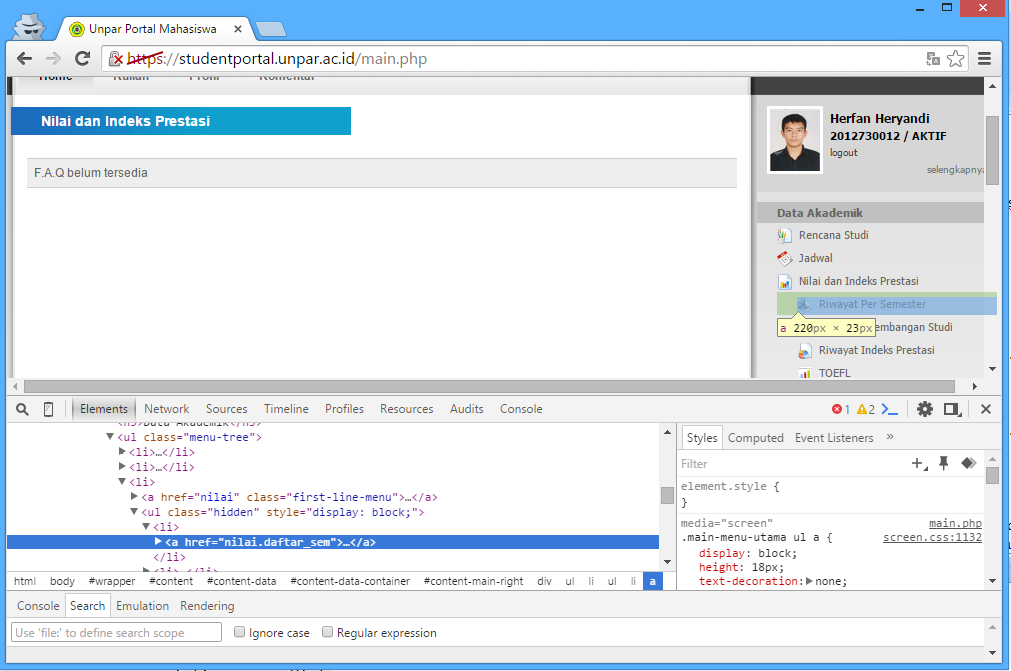 Unpar Portal Mahasiswa
https://studentportal.unpar.ac.id/main.php
Home Kuliah Profil Komentar
Nilai dan Indeks Prestasi
F.A.Q belum tersedia
Herfan Heryandi
2012730012 / AKTIF
logout
selengkapnya
Data Akademik
Rencana Studi
Jadwal
Nilai dan Indeks Prestasi
Riwayat Per Semester
a 220px × 23px
embangan Studi
Riwayat Indeks Prestasi
TOEFL
Elements Network Sources Timeline Profiles Resources Audits Console 1 2
<h3>Data Akademik</h3>
<ul class="menu-tree">
<li>…</li>
<li>…</li>
<li>
<a href="nilai" class="first-line-menu">…</a>
<ul class="hidden" style="display: block;">
<li>
<a href="nilai.daftar_sem">…</a>
</li>
<li>…</li>
html body #wrapper #content #content-data #content-data-container #content-main-right div ul li ul li a
Styles Computed Event Listeners »
Filter
element.style {
}
media="screen" main.php
.main-menu-utama ul a { screen.css:1132
display: block;
height: 18px;
text-decoration: none;
Console Search Emulation Rendering
Use 'file:' to define search scope Ignore case Regular expression